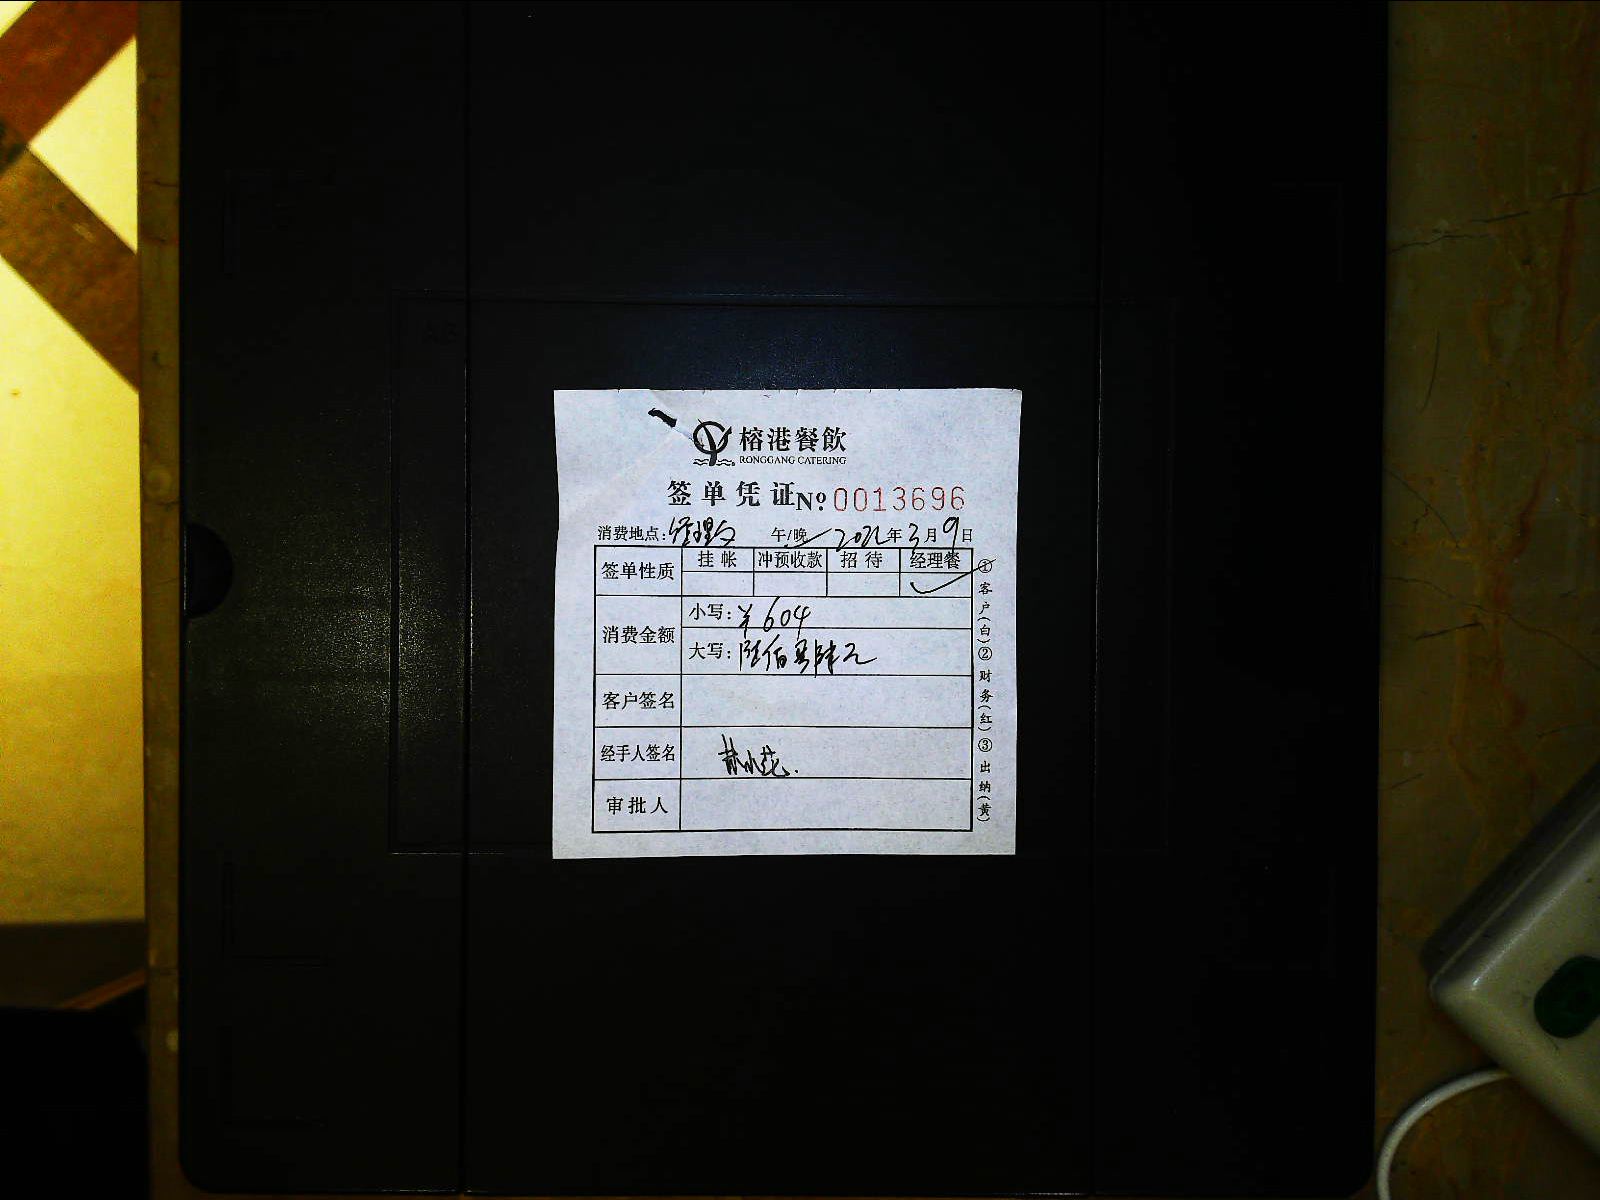 榕港餐飲
RONGGANG CATERING
签单凭证 Nº 0013696
消费地点: 午/晚 2022年3月9日
签单性质 挂帐 冲预收款 招待 经理餐
消费金额
小写: ¥604
大写: 陆佰零肆元
客户签名
经手人签名
审批人
①客户(白)②财务(红)③出纳(黄)